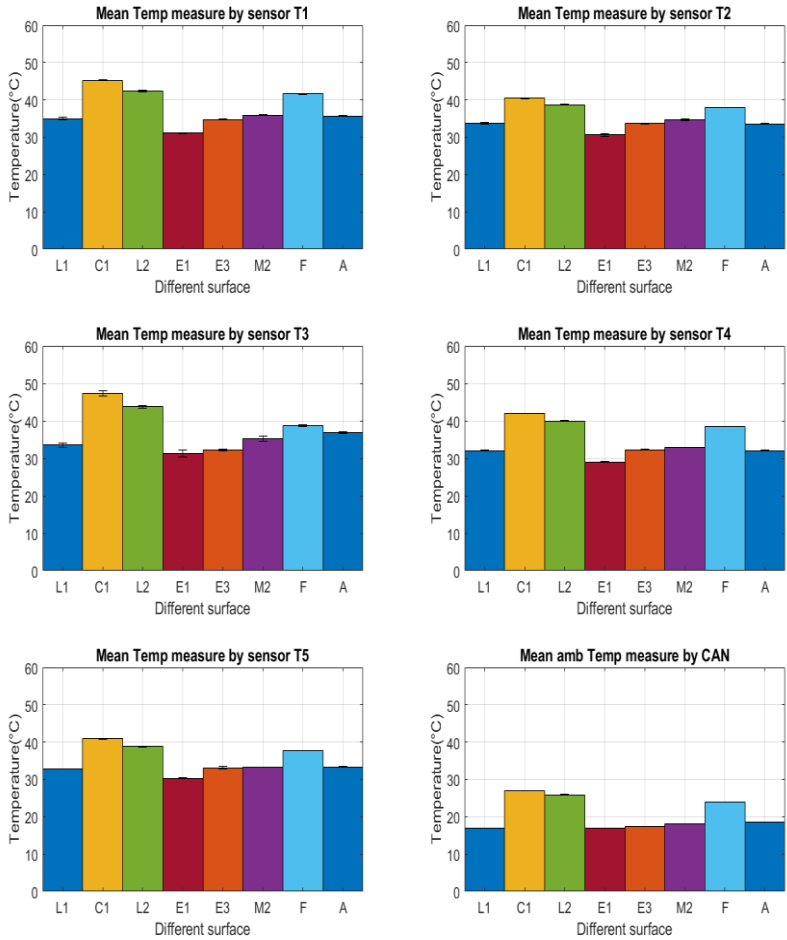 Mean Temp measure by sensor T1
Temperature(°C)
60
50
40
30
20
10
0
L1 C1 L2 E1 E3 M2 F A
Different surface
Mean Temp measure by sensor T2
Temperature(°C)
60
50
40
30
20
10
0
L1 C1 L2 E1 E3 M2 F A
Different surface
Mean Temp measure by sensor T3
Temperature(°C)
60
50
40
30
20
10
0
L1 C1 L2 E1 E3 M2 F A
Different surface
Mean Temp measure by sensor T4
Temperature(°C)
60
50
40
30
20
10
0
L1 C1 L2 E1 E3 M2 F A
Different surface
Mean Temp measure by sensor T5
Temperature(°C)
60
50
40
30
20
10
0
L1 C1 L2 E1 E3 M2 F A
Different surface
Mean amb Temp measure by CAN
Temperature(°C)
60
50
40
30
20
10
0
L1 C1 L2 E1 E3 M2 F A
Different surface